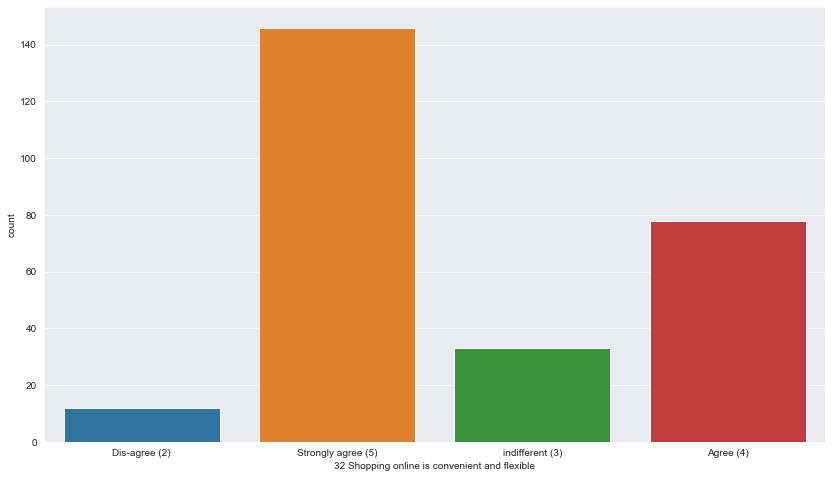 140
120
100
80
60
40
20
0
count
Dis-agree (2) Strongly agree (5) indifferent (3) Agree (4)
32 Shopping online is convenient and flexible